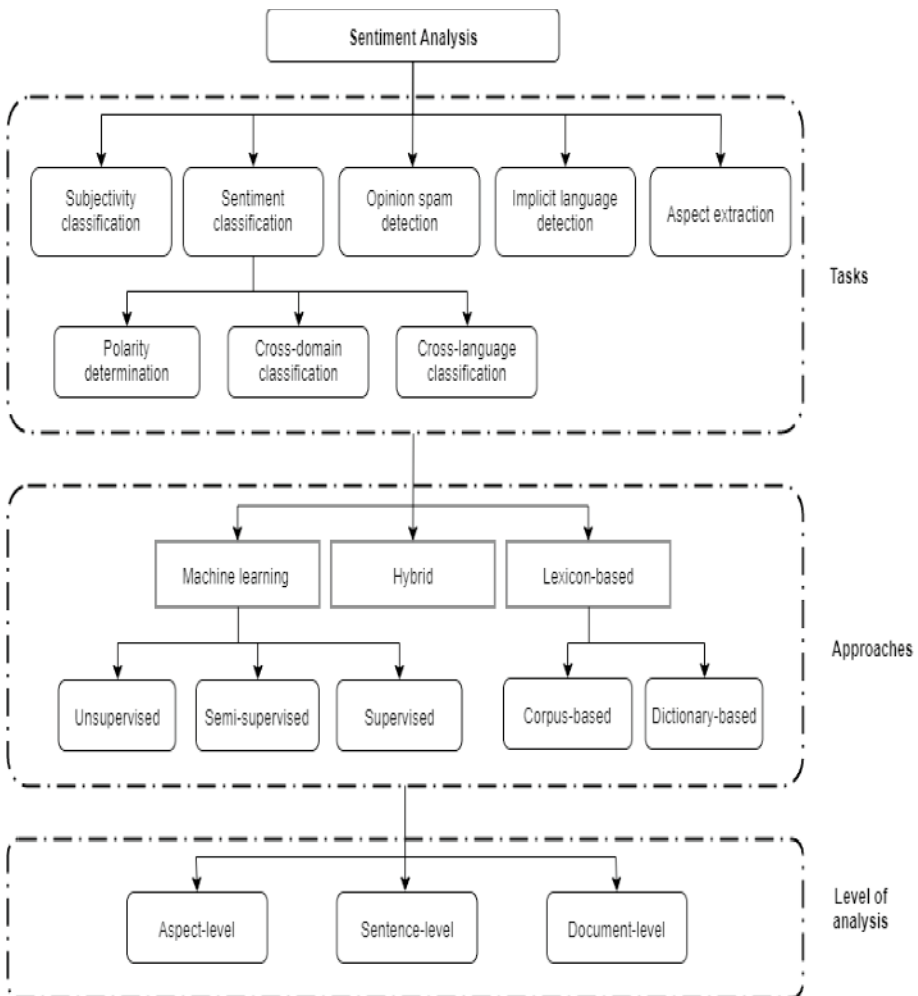 Sentiment Analysis
Subjectivity
classification
Sentiment
classification
Opinion spam
detection
Implicit language
detection
Aspect extraction
Tasks
Polarity
determination
Cross-domain
classification
Cross-language
classification
Machine learning
Hybrid
Lexicon-based
Approaches
Unsupervised
Semi-supervised
Supervised
Corpus-based
Dictionary-based
Level of
analysis
Aspect-level
Sentence-level
Document-level